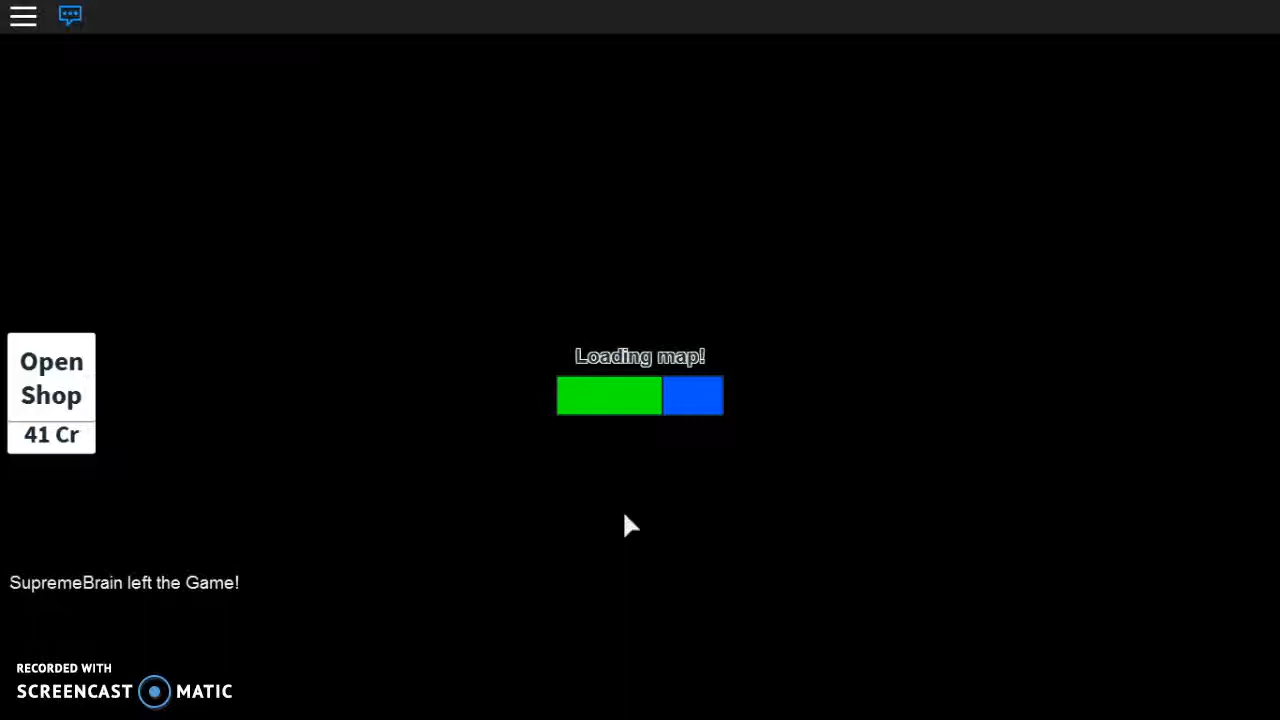 Loading map!
Open
Shop
41 Cr
SupremeBrain left the Game!
RECORDED WITH
SCREENCAST MATIC